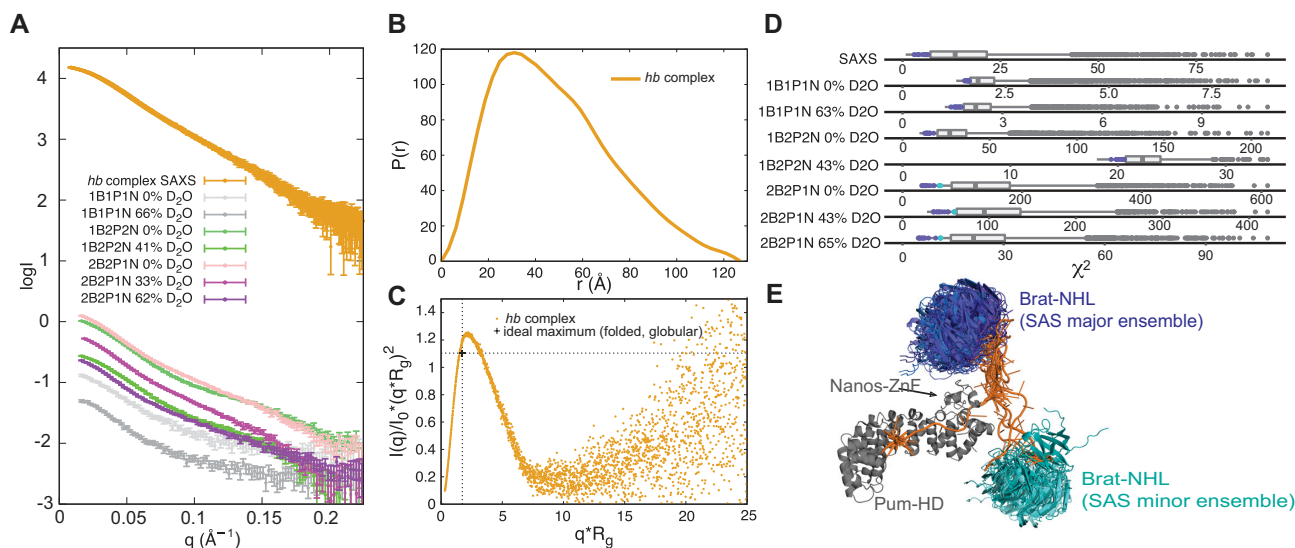 A
logI
4
3
2
1
0
-1
-2
-3
hb complex SAXS
1B1P1N 0% D₂O
1B1P1N 66% D₂O
1B2P2N 0% D₂O
1B2P2N 41% D₂O
2B2P1N 0% D₂O
2B2P1N 33% D₂O
2B2P1N 62% D₂O
0 0.05 0.1 0.15 0.2
q (Å⁻¹)
B
P(r)
120
100
80
60
40
20
0
hb complex
0 20 40 60 80 100 120
r (Å)
C
I(q)/I₀*(q*Rg)²
1.4
1.2
1
0.8
0.6
0.4
0.2
0
hb complex
+ ideal maximum (folded, globular)
0 5 10 15 20 25
q*Rg
D
SAXS
0 25 50 75
1B1P1N 0% D2O
0 2.5 5.0 7.5
1B1P1N 63% D2O
0 3 6 9
1B2P2N 0% D2O
0 50 100 150 200
1B2P2N 43% D2O
0 10 20 30
2B2P1N 0% D2O
0 200 400 600
2B2P1N 43% D2O
0 100 200 300 400
2B2P1N 65% D2O
0 30 60 90
χ²
E
Brat-NHL
(SAS major ensemble)
Nanos-ZnF
Pum-HD
Brat-NHL
(SAS minor ensemble)